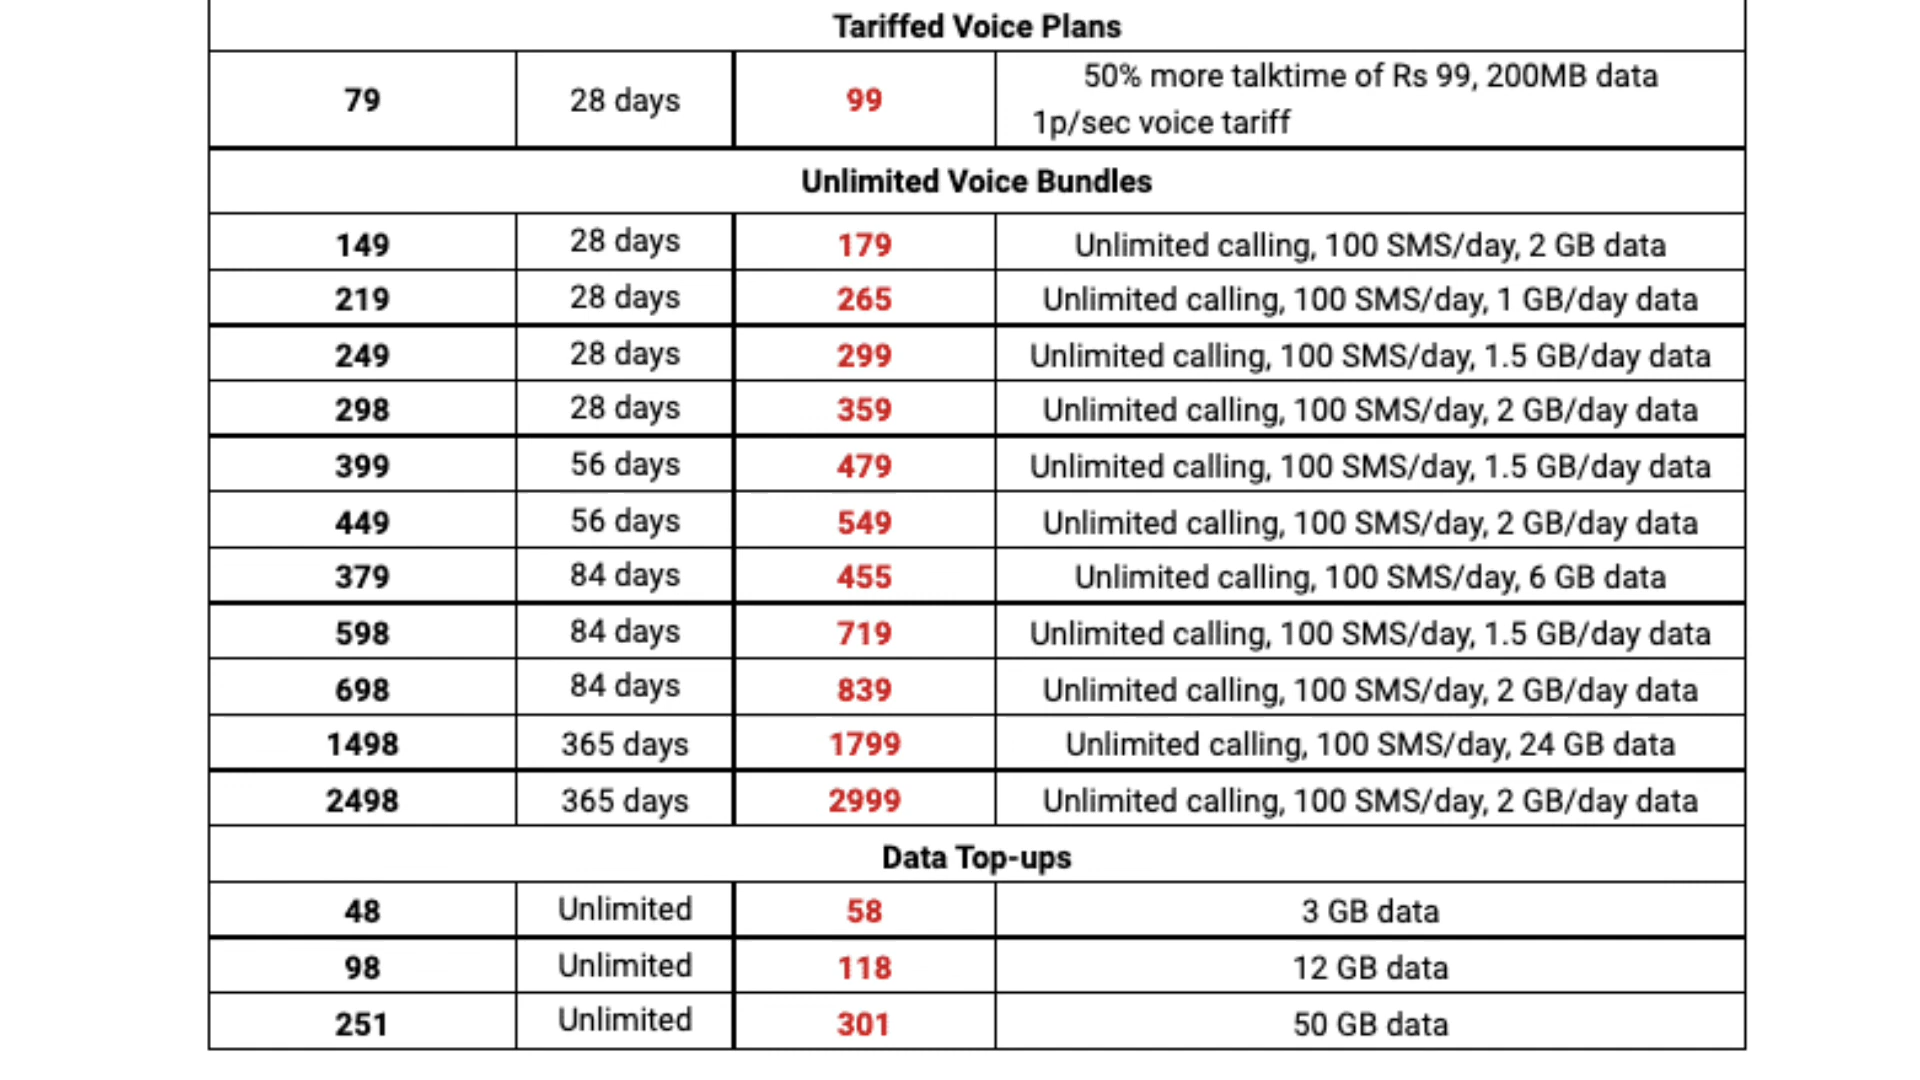 Tariffed Voice Plans
79 28 days 99 50% more talktime of Rs 99, 200MB data
1p/sec voice tariff
Unlimited Voice Bundles
149 28 days 179 Unlimited calling, 100 SMS/day, 2 GB data
219 28 days 265 Unlimited calling, 100 SMS/day, 1 GB/day data
249 28 days 299 Unlimited calling, 100 SMS/day, 1.5 GB/day data
298 28 days 359 Unlimited calling, 100 SMS/day, 2 GB/day data
399 56 days 479 Unlimited calling, 100 SMS/day, 1.5 GB/day data
449 56 days 549 Unlimited calling, 100 SMS/day, 2 GB/day data
379 84 days 455 Unlimited calling, 100 SMS/day, 6 GB data
598 84 days 719 Unlimited calling, 100 SMS/day, 1.5 GB/day data
698 84 days 839 Unlimited calling, 100 SMS/day, 2 GB/day data
1498 365 days 1799 Unlimited calling, 100 SMS/day, 24 GB data
2498 365 days 2999 Unlimited calling, 100 SMS/day, 2 GB/day data
Data Top-ups
48 Unlimited 58 3 GB data
98 Unlimited 118 12 GB data
251 Unlimited 301 50 GB data